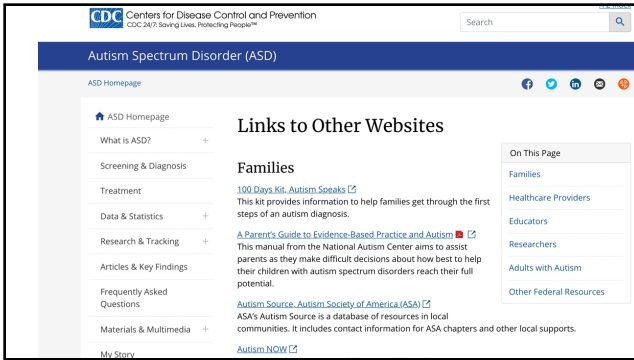 A-Z Index
CDC
Centers for Disease Control and Prevention
CDC 24/7: Saving Lives, Protecting People™
Search
Autism Spectrum Disorder (ASD)
ASD Homepage
ASD Homepage
What is ASD? +
Screening & Diagnosis
Treatment
Data & Statistics +
Research & Tracking +
Articles & Key Findings
Frequently Asked
Questions
Materials & Multimedia +
My Story
Links to Other Websites
Families
100 Days Kit, Autism Speaks
This kit provides information to help families get through the first
steps of an autism diagnosis.
A Parent's Guide to Evidence-Based Practice and Autism
This manual from the National Autism Center aims to assist
parents as they make difficult decisions about how best to help
their children with autism spectrum disorders reach their full
potential.
Autism Source, Autism Society of America (ASA)
ASA's Autism Source is a database of resources in local
communities. It includes contact information for ASA chapters and other local supports.
Autism NOW
On This Page
Families
Healthcare Providers
Educators
Researchers
Adults with Autism
Other Federal Resources